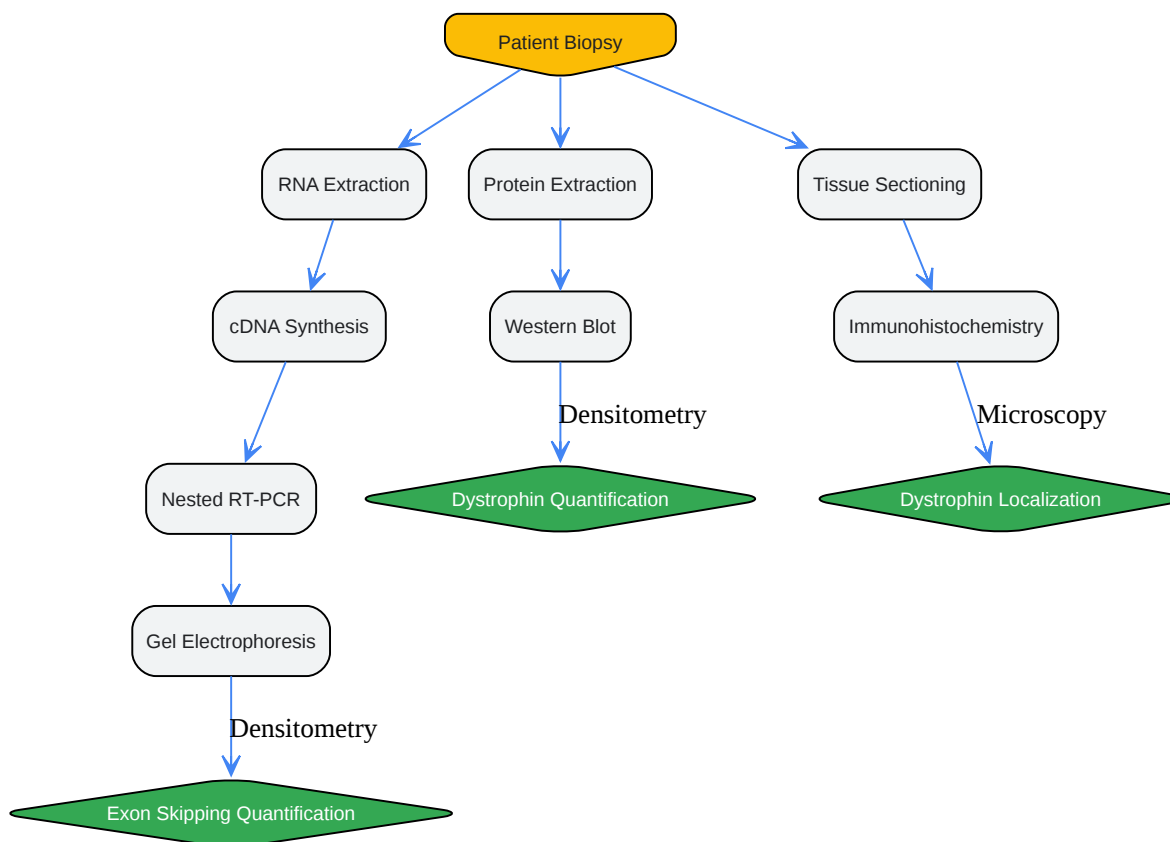 Patient Biopsy
RNA Extraction
Protein Extraction
Tissue Sectioning
cDNA Synthesis
Western Blot
Immunohistochemistry
Densitometry
Microscopy
Nested RT-PCR
Dystrophin Quantification
Dystrophin Localization
Gel Electrophoresis
Densitometry
Exon Skipping Quantification